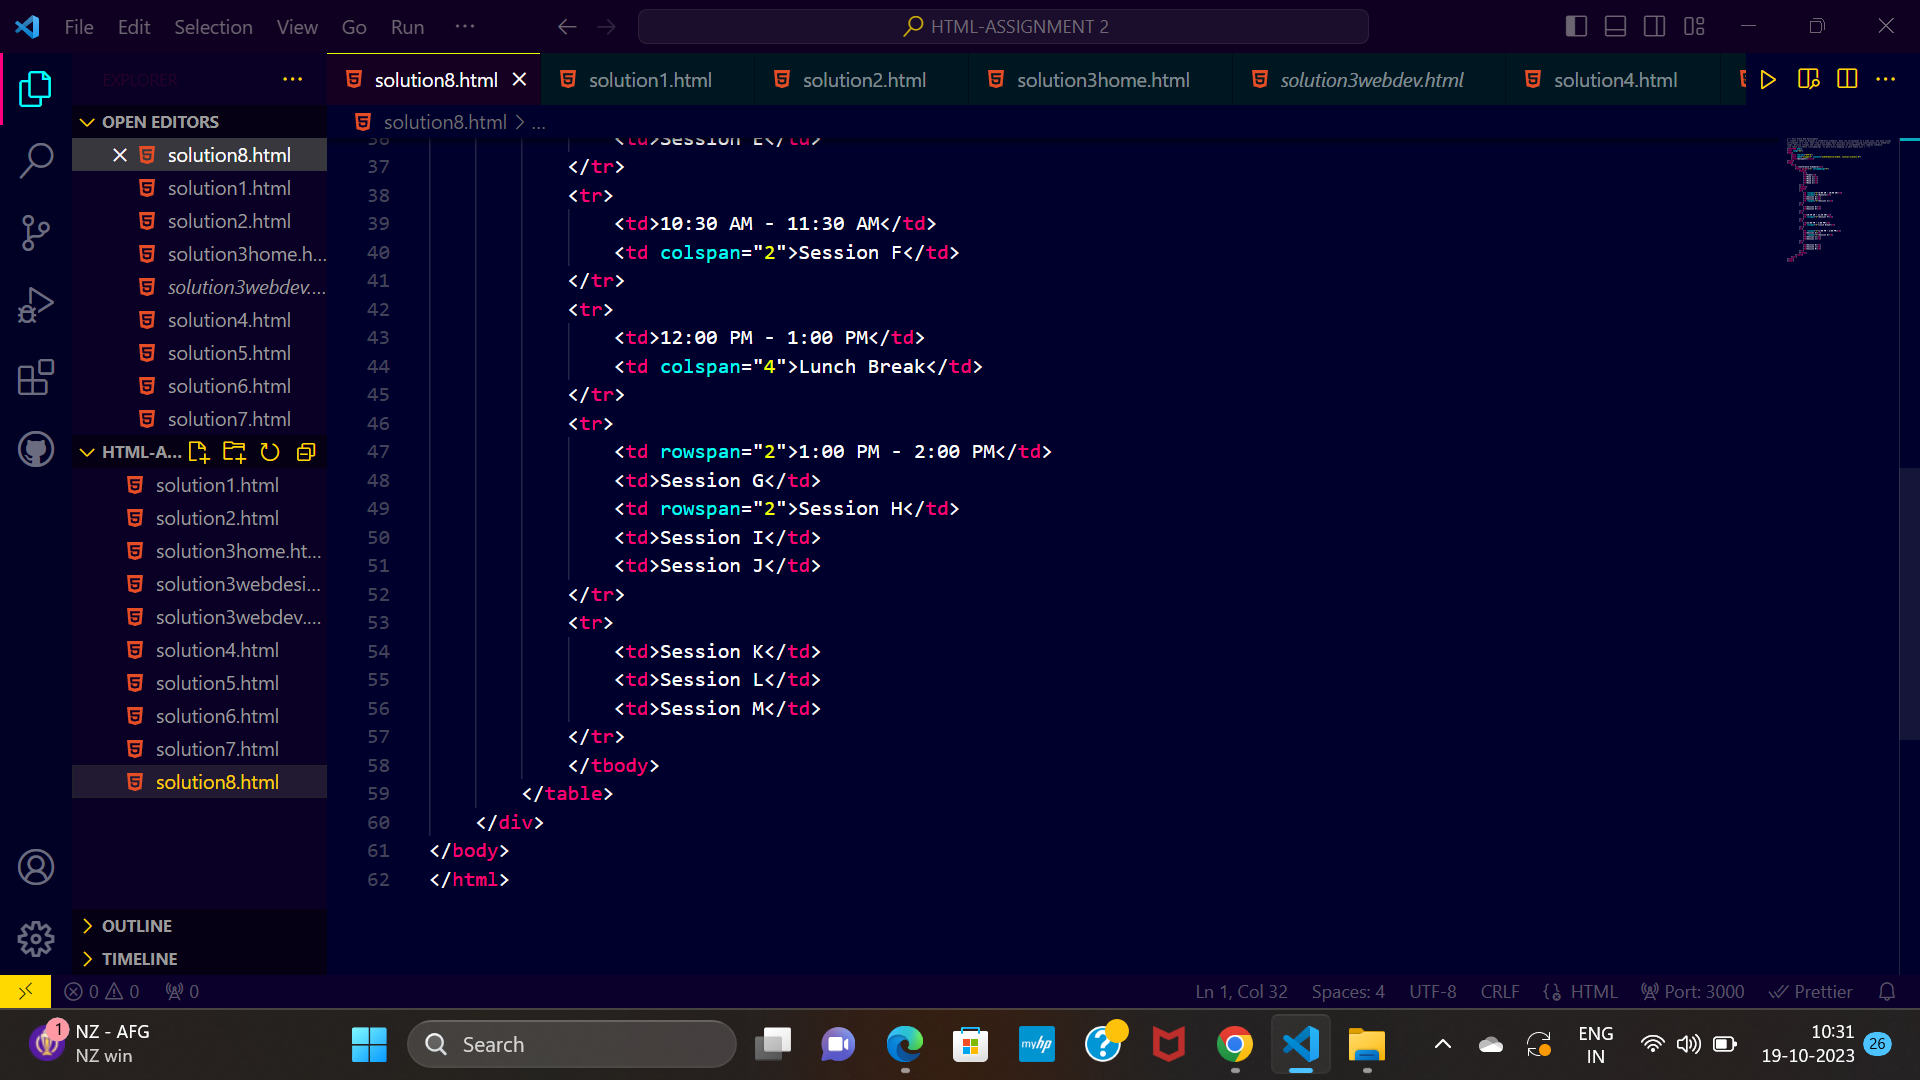 File Edit Selection View Go Run ...
HTML-ASSIGNMENT 2
EXPLORER
solution8.html
solution1.html
solution2.html
solution3home.html
solution3webdev.html
solution4.html
solution8.html > ...
OPEN EDITORS
solution8.html
solution1.html
solution2.html
solution3home.h...
solution3webdev....
solution4.html
solution5.html
solution6.html
solution7.html
HTML-A...
solution1.html
solution2.html
solution3home.ht...
solution3webdesi...
solution3webdev....
solution4.html
solution5.html
solution6.html
solution7.html
solution8.html
OUTLINE
TIMELINE
36 <td>Session E</td>
37 </tr>
38 <tr>
39 <td>10:30 AM - 11:30 AM</td>
40 <td colspan="2">Session F</td>
41 </tr>
42 <tr>
43 <td>12:00 PM - 1:00 PM</td>
44 <td colspan="4">Lunch Break</td>
45 </tr>
46 <tr>
47 <td rowspan="2">1:00 PM - 2:00 PM</td>
48 <td>Session G</td>
49 <td rowspan="2">Session H</td>
50 <td>Session I</td>
51 <td>Session J</td>
52 </tr>
53 <tr>
54 <td>Session K</td>
55 <td>Session L</td>
56 <td>Session M</td>
57 </tr>
58 </tbody>
59 </table>
60 </div>
61 </body>
62 </html>
0 0 0
Ln 1, Col 32 Spaces: 4 UTF-8 CRLF HTML Port: 3000 Prettier
1
NZ - AFG
NZ win
Search
myhp
ENG
IN
10:31
19-10-2023
26